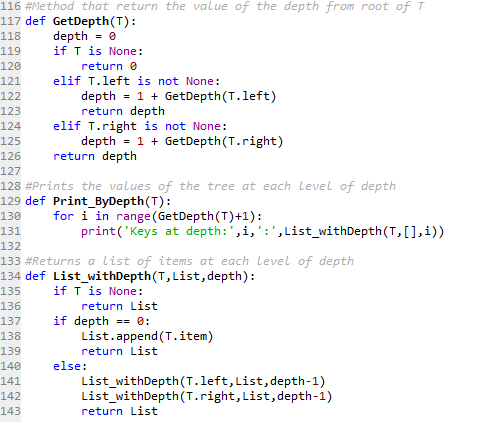 116 #Method that return the value of the depth from root of T
117 def GetDepth(T):
118     depth = 0
119     if T is None:
120         return 0
121     elif T.left is not None:
122         depth = 1 + GetDepth(T.left)
123         return depth
124     elif T.right is not None:
125         depth = 1 + GetDepth(T.right)
126     return depth
127
128 #Prints the values of the tree at each level of depth
129 def Print_ByDepth(T):
130     for i in range(GetDepth(T)+1):
131         print('Keys at depth:',i,':',List_withDepth(T,[],i))
132
133 #Returns a list of items at each level of depth
134 def List_withDepth(T,List,depth):
135     if T is None:
136         return List
137     if depth == 0:
138         List.append(T.item)
139         return List
140     else:
141         List_withDepth(T.left,List,depth-1)
142         List_withDepth(T.right,List,depth-1)
143         return List